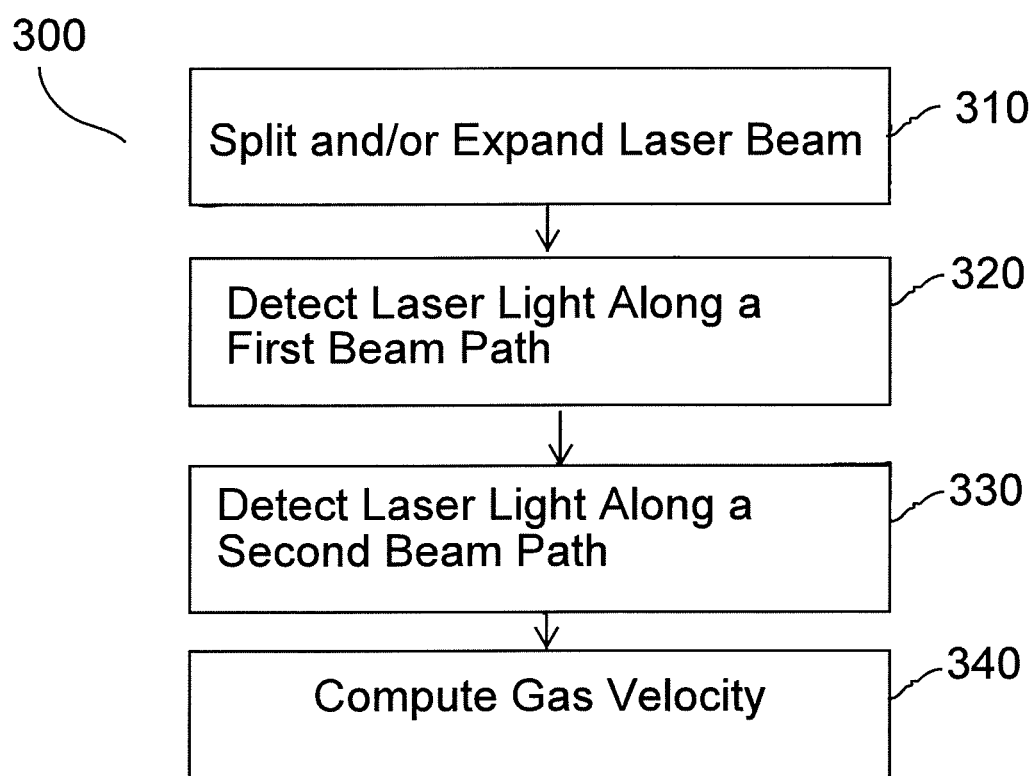 300
310
Split and/or Expand Laser Beam
320
Detect Laser Light Along a
First Beam Path
330
Detect Laser Light Along a
Second Beam Path
340
Compute Gas Velocity